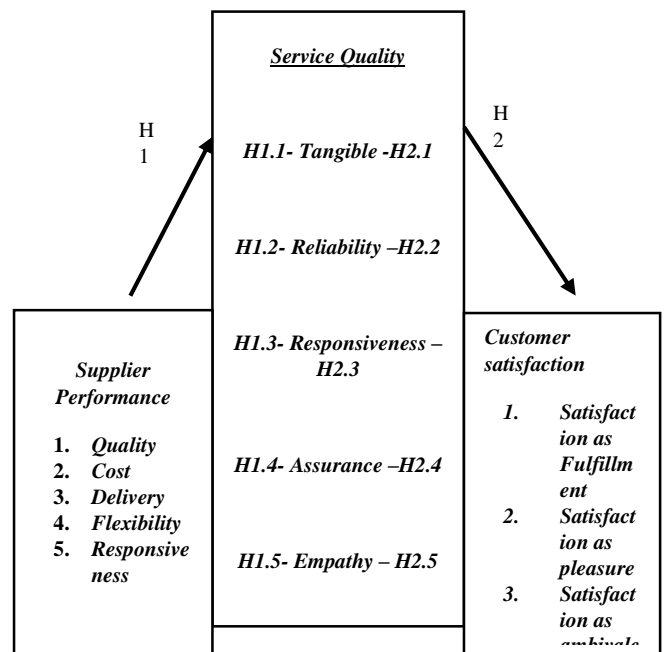 Service Quality
H
1
H
2
H1.1- Tangible -H2.1
H1.2- Reliability –H2.2
H1.3- Responsiveness –
H2.3
H1.4- Assurance –H2.4
H1.5- Empathy – H2.5
Supplier
Performance
1. Quality
2. Cost
3. Delivery
4. Flexibility
5. Responsive
ness
Customer
satisfaction
1. Satisfact
ion as
Fulfillm
ent
2. Satisfact
ion as
pleasure
3. Satisfact
ion as